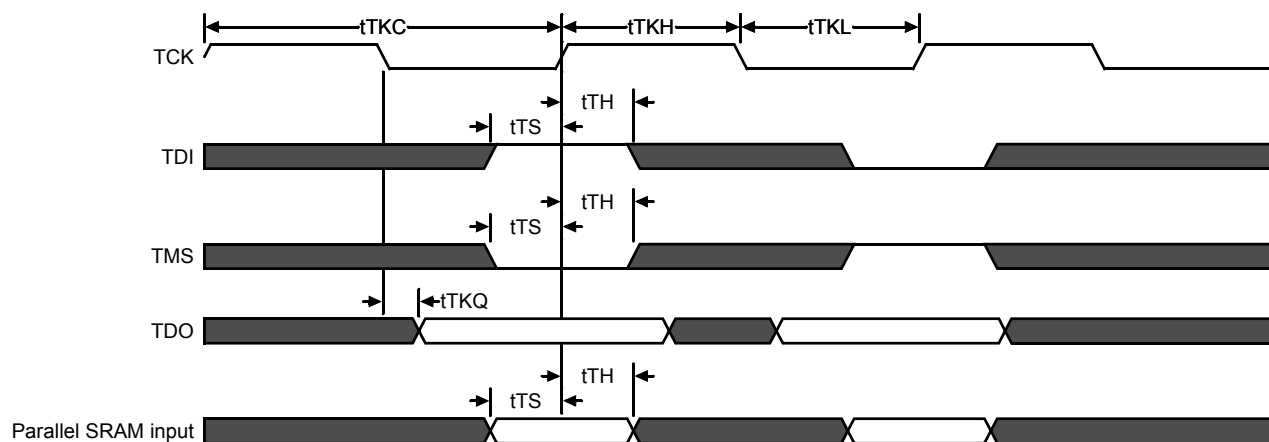 tTKC
tTKH
tTKL
TCK
tTH
tTS
TDI
tTH
tTS
TMS
tTKQ
TDO
tTH
tTS
Parallel SRAM input